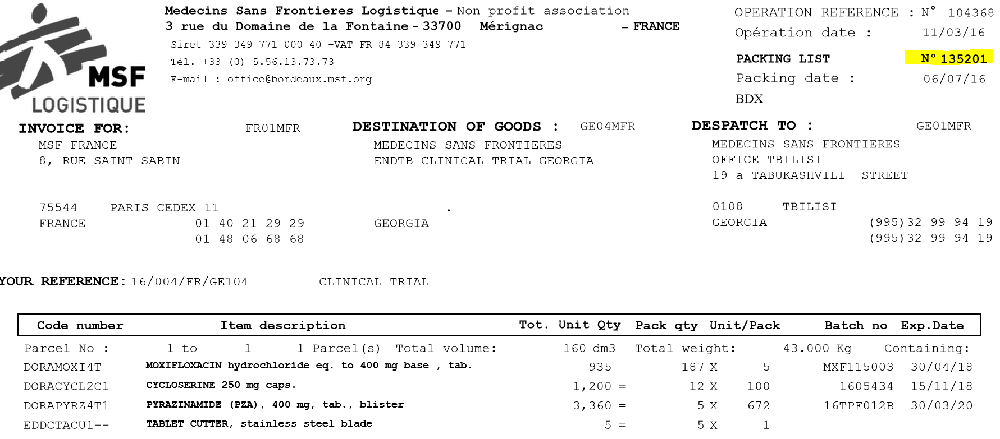 Medecins Sans Frontieres Logistique - Non profit association
3 rue du Domaine de la Fontaine - 33700 Mérignac - FRANCE
Siret 339 349 771 000 40 -VAT FR 84 339 349 771
Tél. +33 (0) 5.56.13.73.73
E-mail : office@bordeaux.msf.org
MSF
LOGISTIQUE
OPERATION REFERENCE : N° 104368
Opération date : 11/03/16
PACKING LIST N° 135201
Packing date : 06/07/16
BDX
INVOICE FOR: FR01MFR
MSF FRANCE
8, RUE SAINT SABIN
75544 PARIS CEDEX 11
FRANCE 01 40 21 29 29
01 48 06 68 68
DESTINATION OF GOODS : GE04MFR
MEDECINS SANS FRONTIERES
ENDTB CLINICAL TRIAL GEORGIA
.
GEORGIA
DESPATCH TO : GE01MFR
MEDECINS SANS FRONTIERES
OFFICE TBILISI
19 a TABUKASHVILI STREET
0108 TBILISI
GEORGIA (995)32 99 94 19
(995)32 99 94 19
YOUR REFERENCE: 16/004/FR/GE104 CLINICAL TRIAL
Code number Item description Tot. Unit Qty Pack qty Unit/Pack Batch no Exp.Date
Parcel No : 1 to 1 1 Parcel(s) Total volume: 160 dm3 Total weight: 43.000 Kg Containing:
DORAMOXI4T- MOXIFLOXACIN hydrochloride eq. to 400 mg base , tab. 935 = 187 X 5 MXF115003 30/04/18
DORACYCL2C1 CYCLOSERINE 250 mg caps. 1,200 = 12 X 100 1605434 15/11/18
DORAPYRZ4T1 PYRAZINAMIDE (PZA), 400 mg, tab., blister 3,360 = 5 X 672 16TPF012B 30/03/20
EDDCTACU1-- TABLET CUTTER, stainless steel blade 5 = 5 X 1